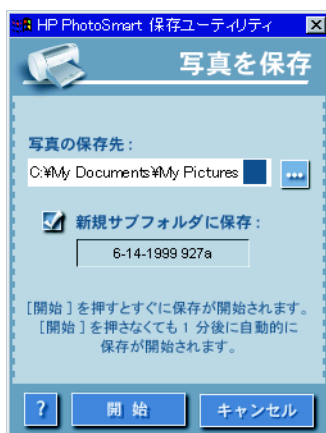 HP PhotoSmart 保存ユーティリティ
写真を保存
写真の保存先：
C:¥My Documents¥My Pictures
...
新規サブフォルダに保存：
6-14-1999 927a
［開始］を押すとすぐに保存が開始されます。
［開始］を押さなくても 1 分後に自動的に
保存が開始されます。
?
開 始
キャンセル